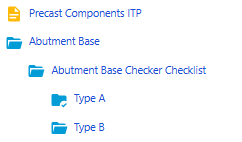 Precast Components ITP
Abutment Base
Abutment Base Checker Checklist
Type A
Type B